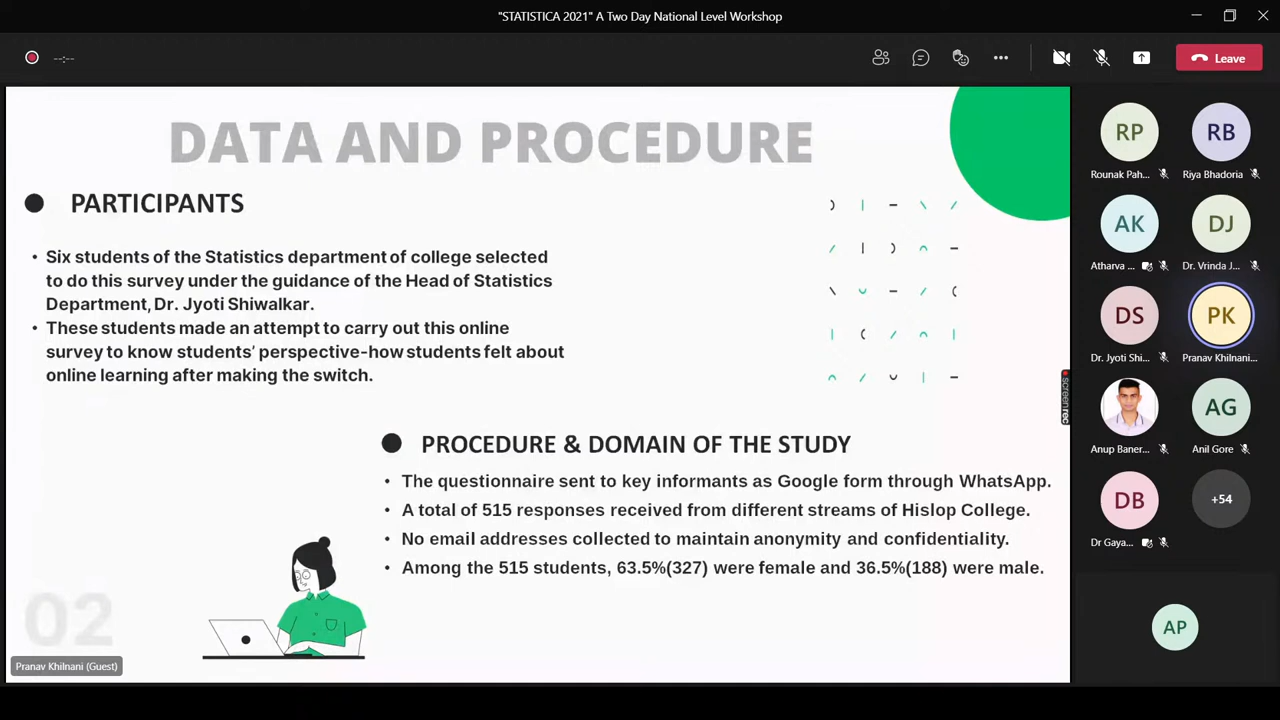 "STATISTICA 2021" A Two Day National Level Workshop
--:--
Leave
DATA AND PROCEDURE
PARTICIPANTS
• Six students of the Statistics department of college selected
to do this survey under the guidance of the Head of Statistics
Department, Dr. Jyoti Shiwalkar.
• These students made an attempt to carry out this online
survey to know students' perspective-how students felt about
online learning after making the switch.
PROCEDURE & DOMAIN OF THE STUDY
• The questionnaire sent to key informants as Google form through WhatsApp.
• A total of 515 responses received from different streams of Hislop College.
• No email addresses collected to maintain anonymity and confidentiality.
• Among the 515 students, 63.5%(327) were female and 36.5%(188) were male.
02
Pranav Khilnani (Guest)
screenrec
RP
RB
Rounak Pah...
Riya Bhadoria
AK
DJ
Atharva ...
Dr. Vrinda J...
DS
PK
Dr. Jyoti Shi...
Pranav Khilnani...
AG
Anup Baner...
Anil Gore
DB
+54
Dr Gaya...
AP